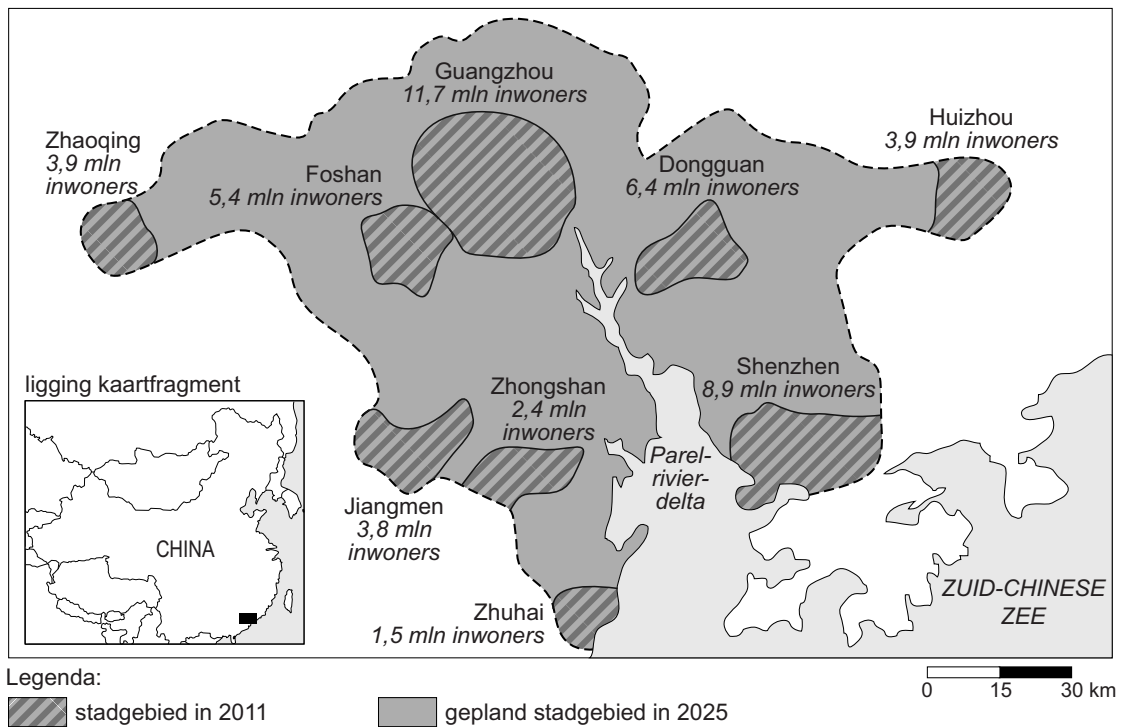 Guangzhou
11,7 mln inwoners
Zhaoqing
3,9 mln
inwoners
Foshan
5,4 mln inwoners
Dongguan
6,4 mln inwoners
Huizhou
3,9 mln inwoners
Shenzhen
8,9 mln inwoners
Zhongshan
2,4 mln
inwoners
Parel-
rivier-
delta
Jiangmen
3,8 mln
inwoners
Zhuhai
1,5 mln inwoners
ZUID-CHINESE
ZEE
ligging kaartfragment
CHINA
Legenda:
stadgebied in 2011
gepland stadgebied in 2025
0 15 30 km